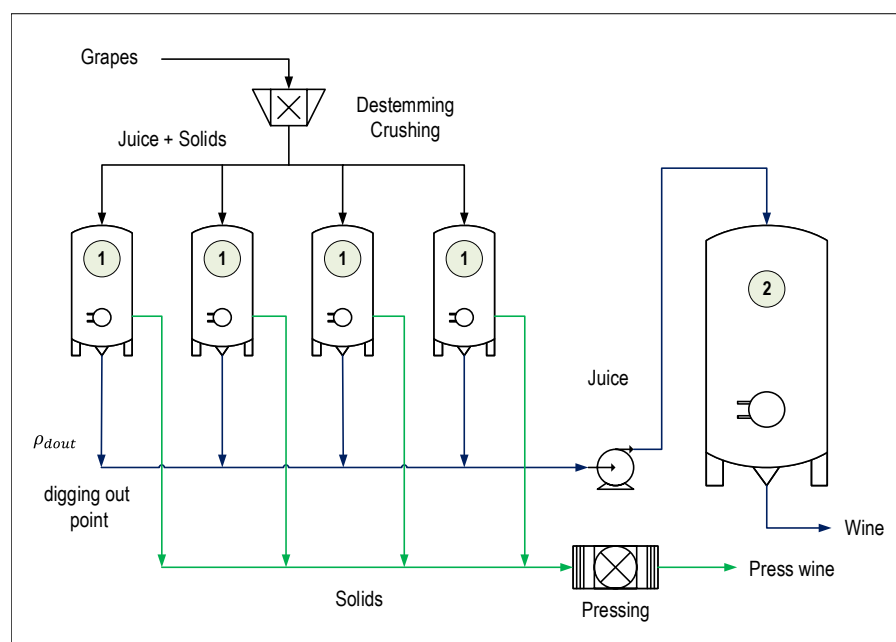 Grapes
Destemming
Crushing
Juice + Solids
1
1
1
1
2
Juice
ρdout
digging out
point
Wine
Solids
Pressing
Press wine